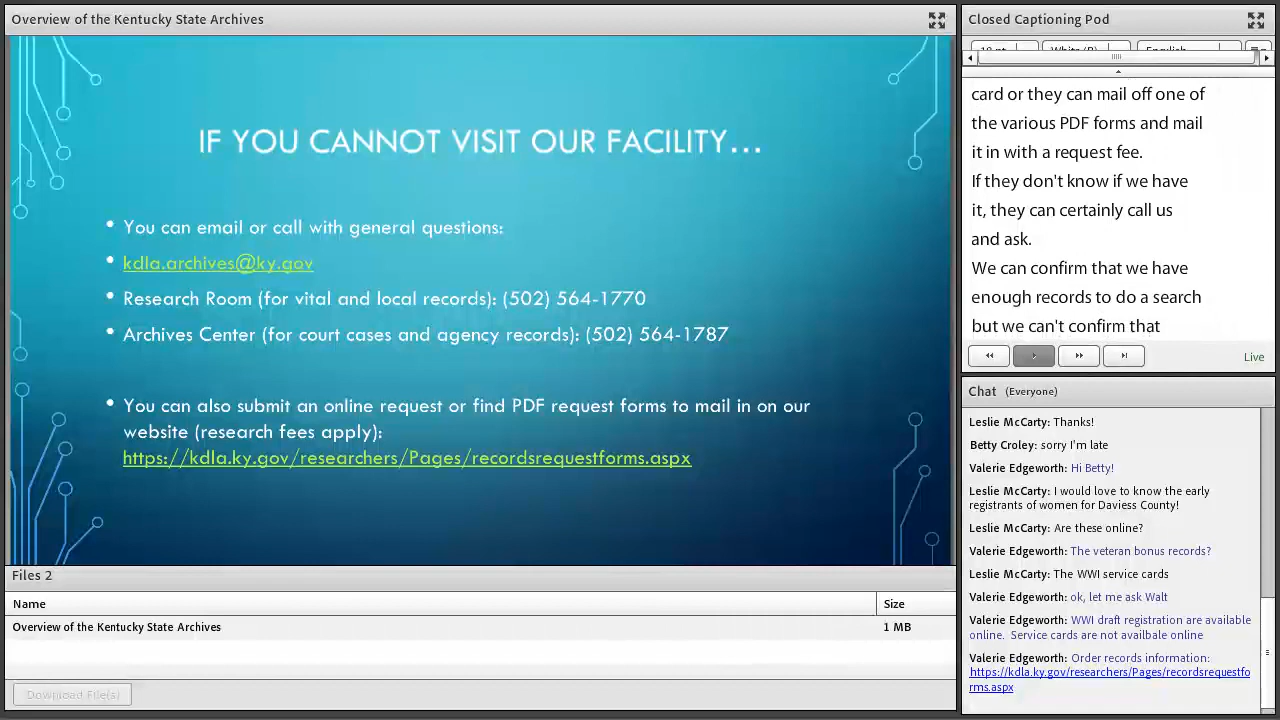 Overview of the Kentucky State Archives
IF YOU CANNOT VISIT OUR FACILITY...
• You can email or call with general questions:
• kdla.archives@ky.gov
• Research Room (for vital and local records): (502) 564-1770
• Archives Center (for court cases and agency records): (502) 564-1787
• You can also submit an online request or find PDF request forms to mail in on our
website (research fees apply):
https://kdla.ky.gov/researchers/Pages/recordsrequestforms.aspx
Files 2
Name Size
Overview of the Kentucky State Archives 1 MB
Download File(s)
Closed Captioning Pod
English
card or they can mail off one of
the various PDF forms and mail
it in with a request fee.
If they don't know if we have
it, they can certainly call us
and ask.
We can confirm that we have
enough records to do a search
but we can't confirm that
Live
Chat (Everyone)
Leslie McCarty: Thanks!
Betty Croley: sorry I'm late
Valerie Edgeworth: Hi Betty!
Leslie McCarty: I would love to know the early
registrants of women for Daviess County!
Leslie McCarty: Are these online?
Valerie Edgeworth: The veteran bonus records?
Leslie McCarty: The WWI service cards
Valerie Edgeworth: ok, let me ask Walt
Valerie Edgeworth: WWI draft registration are available
online. Service cards are not availbale online
Valerie Edgeworth: Order records information:
https://kdla.ky.gov/researchers/Pages/recordsrequestfo
rms.aspx